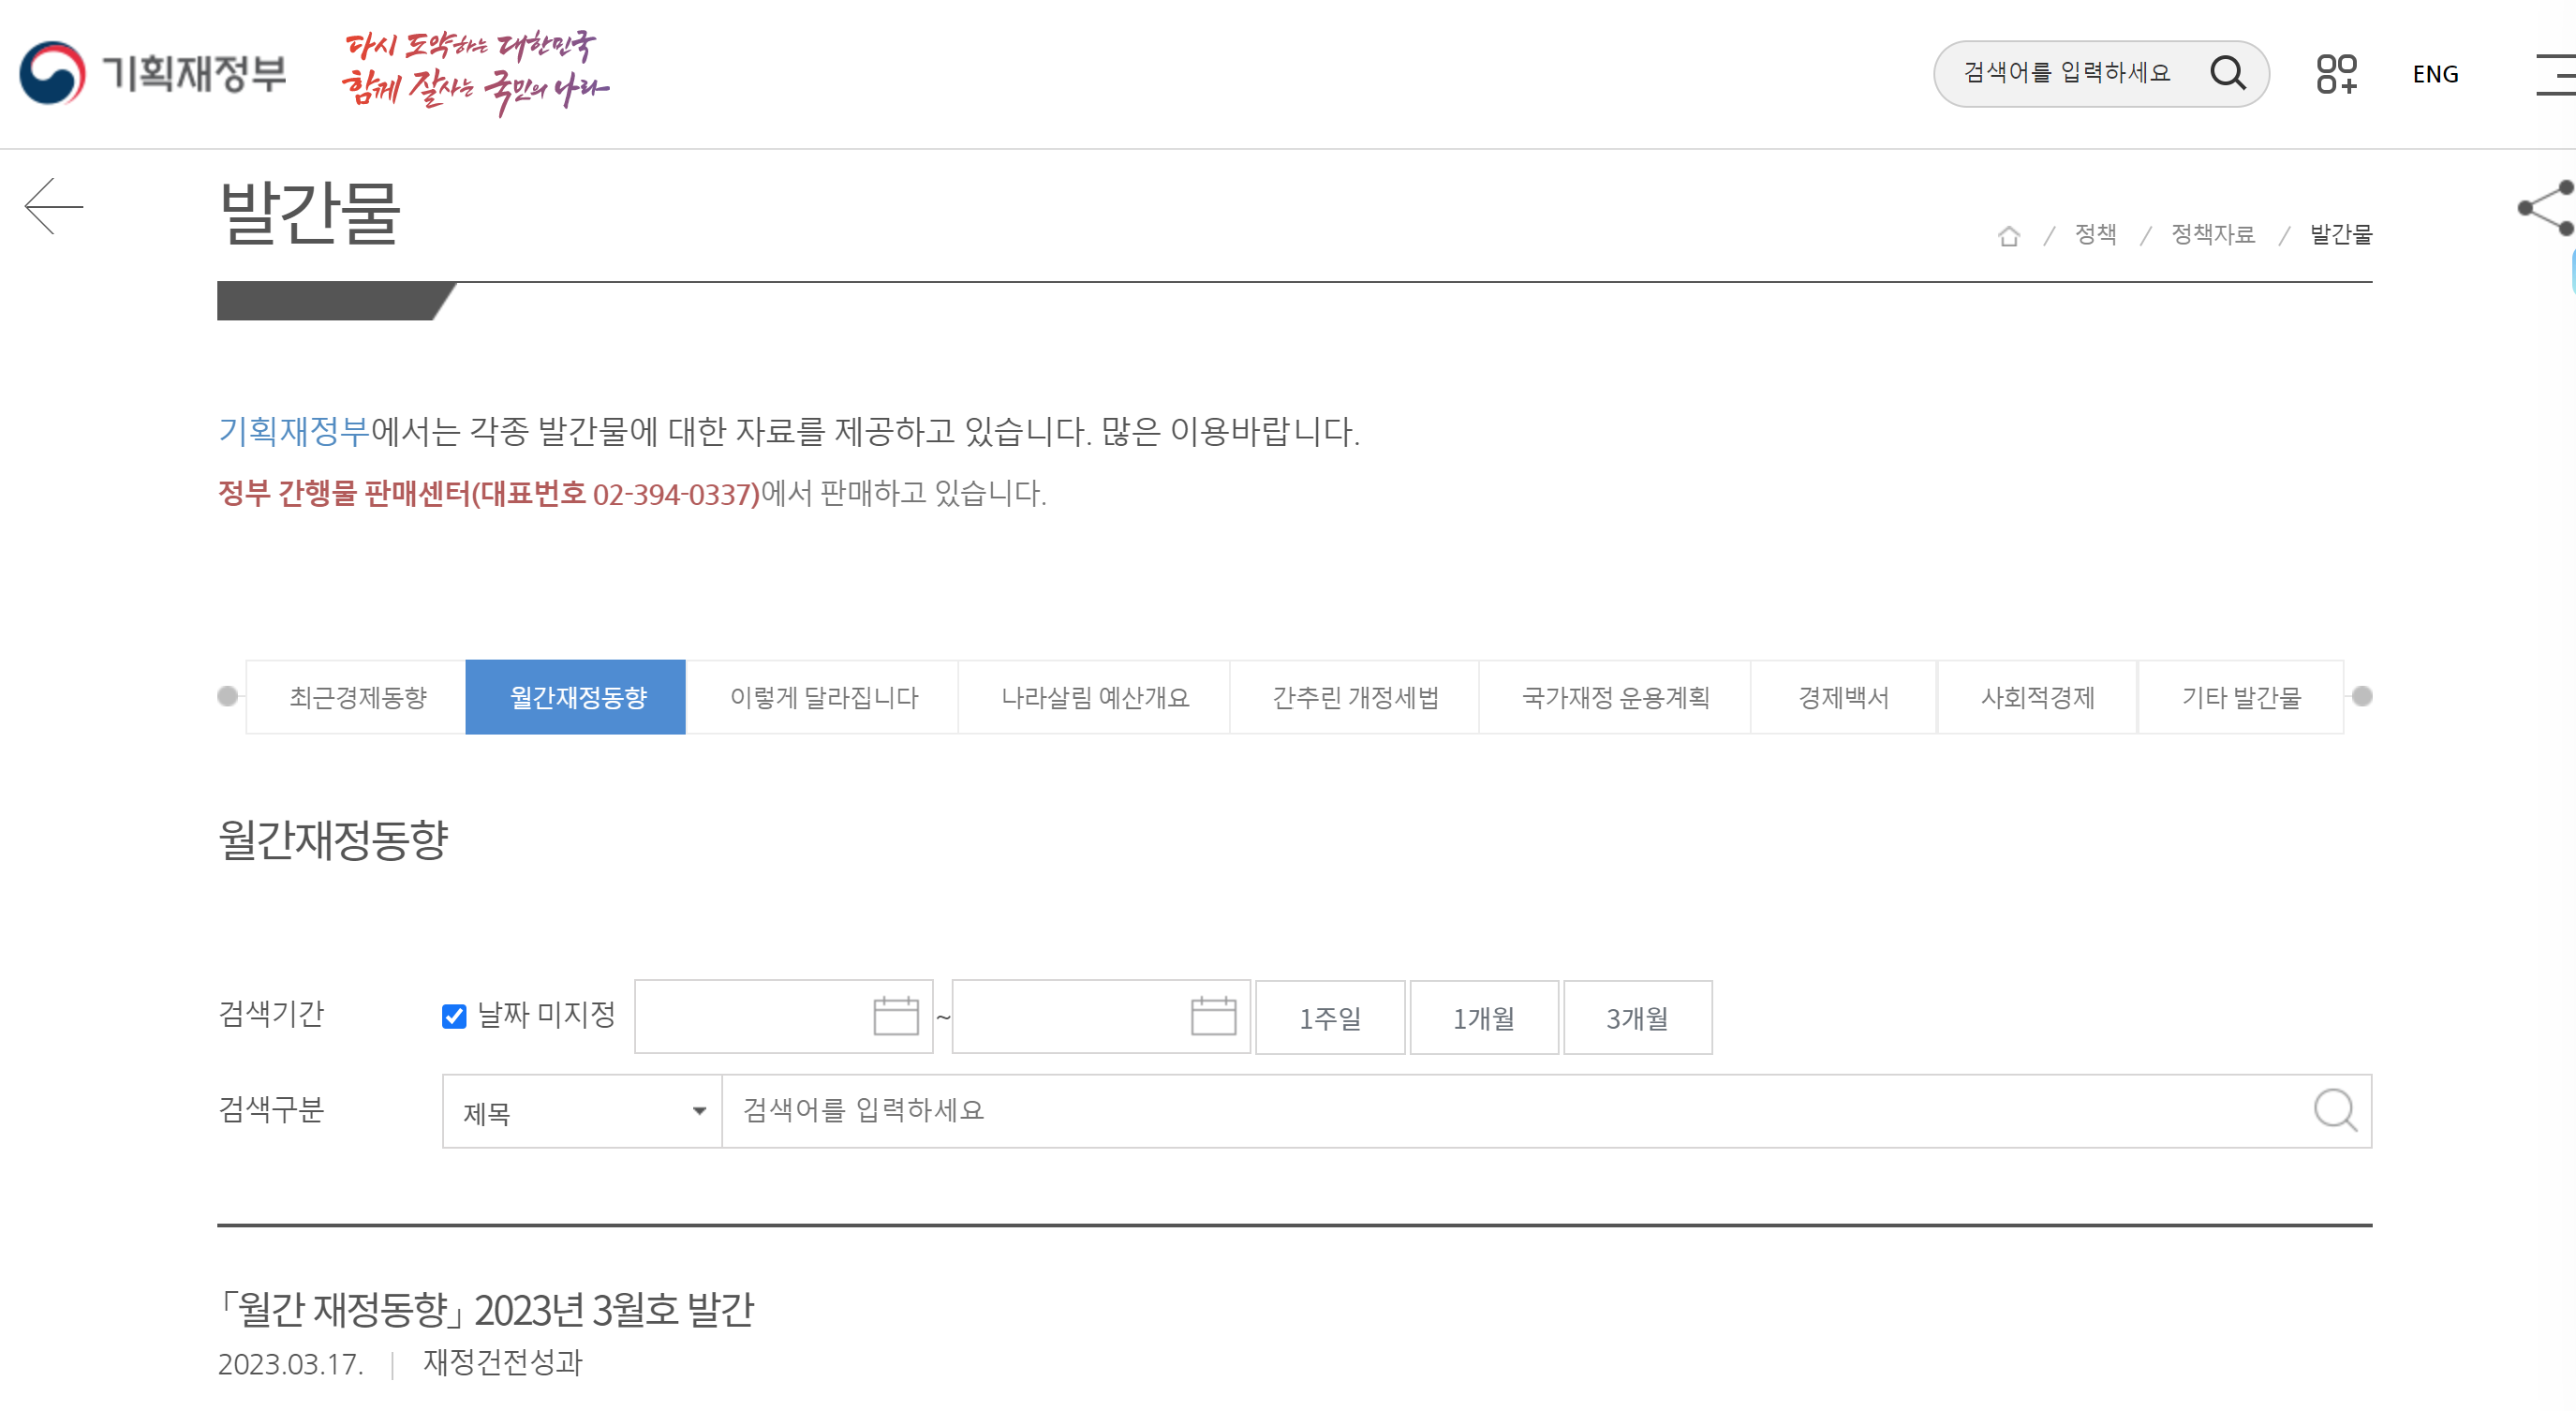 기획재정부
다시 도약하는 대한민국
함께 잘사는 국민의 나라
검색어를 입력하세요
ENG
발간물
/ 정책 / 정책자료 / 발간물
기획재정부에서는 각종 발간물에 대한 자료를 제공하고 있습니다. 많은 이용바랍니다.
정부 간행물 판매센터(대표번호 02-394-0337)에서 판매하고 있습니다.
최근경제동향 월간재정동향 이렇게 달라집니다 나라살림 예산개요 간추린 개정세법 국가재정 운용계획 경제백서 사회적경제 기타 발간물
월간재정동향
검색기간 날짜 미지정 ~ 1주일 1개월 3개월
검색구분 제목 검색어를 입력하세요
「월간 재정동향」 2023년 3월호 발간
2023.03.17. | 재정건전성과